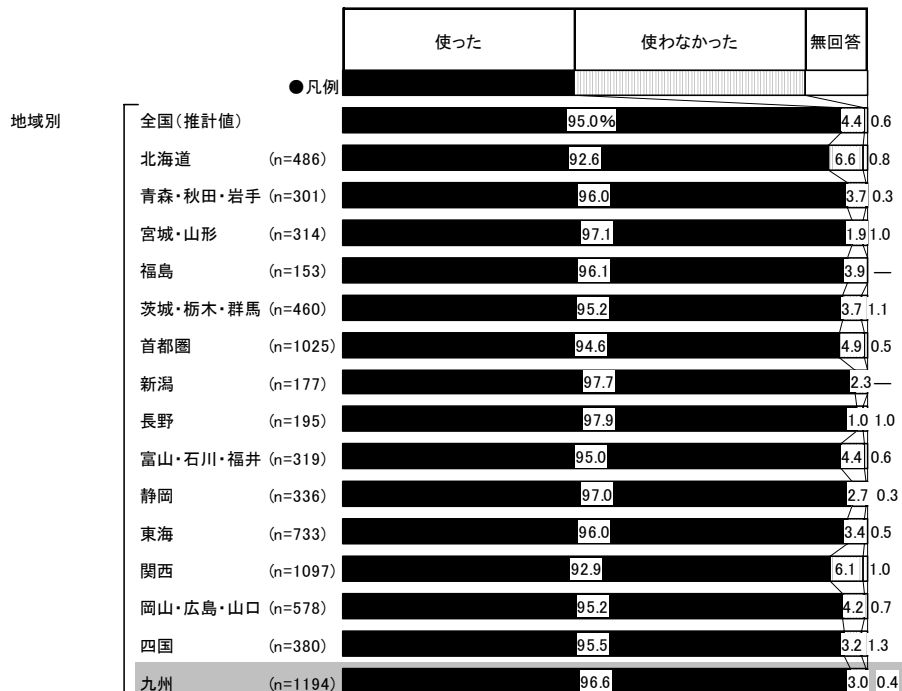 使った 使わなかった 無回答
●凡例
地域別 全国(推計値) 95.0% 4.4 0.6
北海道 (n=486) 92.6 6.6 0.8
青森・秋田・岩手 (n=301) 96.0 3.7 0.3
宮城・山形 (n=314) 97.1 1.9 1.0
福島 (n=153) 96.1 3.9 ―
茨城・栃木・群馬 (n=460) 95.2 3.7 1.1
首都圏 (n=1025) 94.6 4.9 0.5
新潟 (n=177) 97.7 2.3 ―
長野 (n=195) 97.9 1.0 1.0
富山・石川・福井 (n=319) 95.0 4.4 0.6
静岡 (n=336) 97.0 2.7 0.3
東海 (n=733) 96.0 3.4 0.5
関西 (n=1097) 92.9 6.1 1.0
岡山・広島・山口 (n=578) 95.2 4.2 0.7
四国 (n=380) 95.5 3.2 1.3
九州 (n=1194) 96.6 3.0 0.4